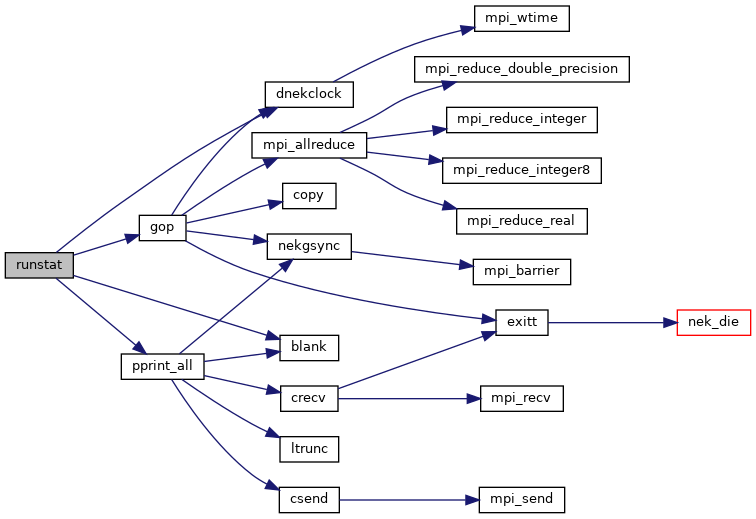 mpi_wtime
mpi_reduce_double_precision
dnekclock
mpi_reduce_integer
mpi_allreduce
mpi_reduce_integer8
copy
mpi_reduce_real
gop
nekgsync
runstat
mpi_barrier
exitt
nek_die
blank
pprint_all
crecv
mpi_recv
ltrunc
csend
mpi_send